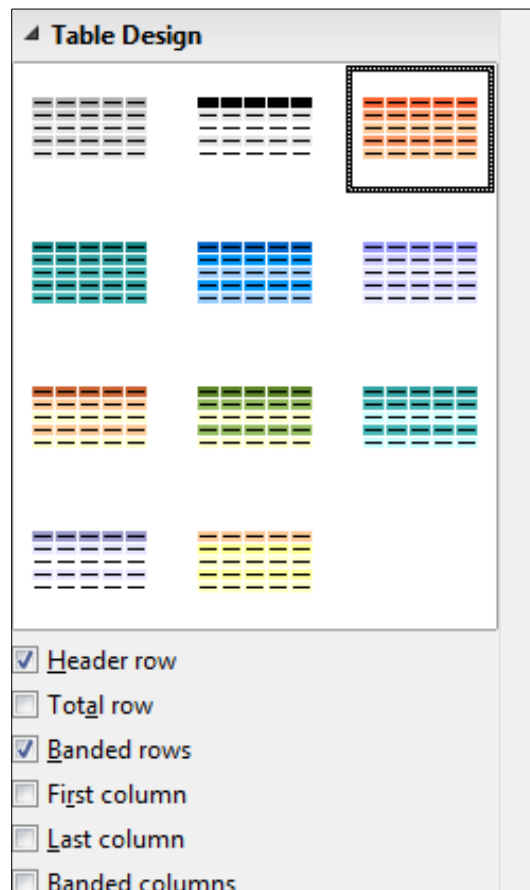 Table Design
Header row
Total row
Banded rows
First column
Last column
Banded columns